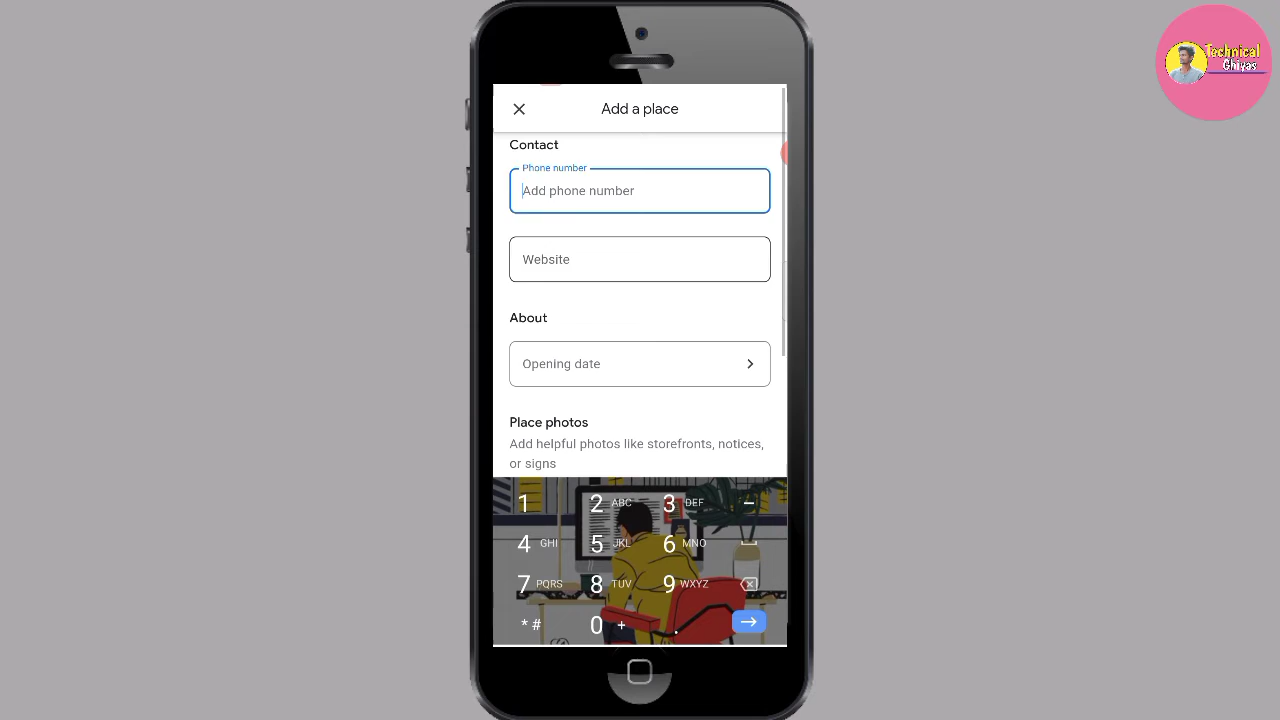 Technical
Ghiyas
Add a place
Contact
Phone number
Add phone number
Website
About
Opening date
Place photos
Add helpful photos like storefronts, notices,
or signs
1 2 ABC 3 DEF –
4 GHI 5 JKL 6 MNO
7 PQRS 8 TUV 9 WXYZ
* # 0 + .